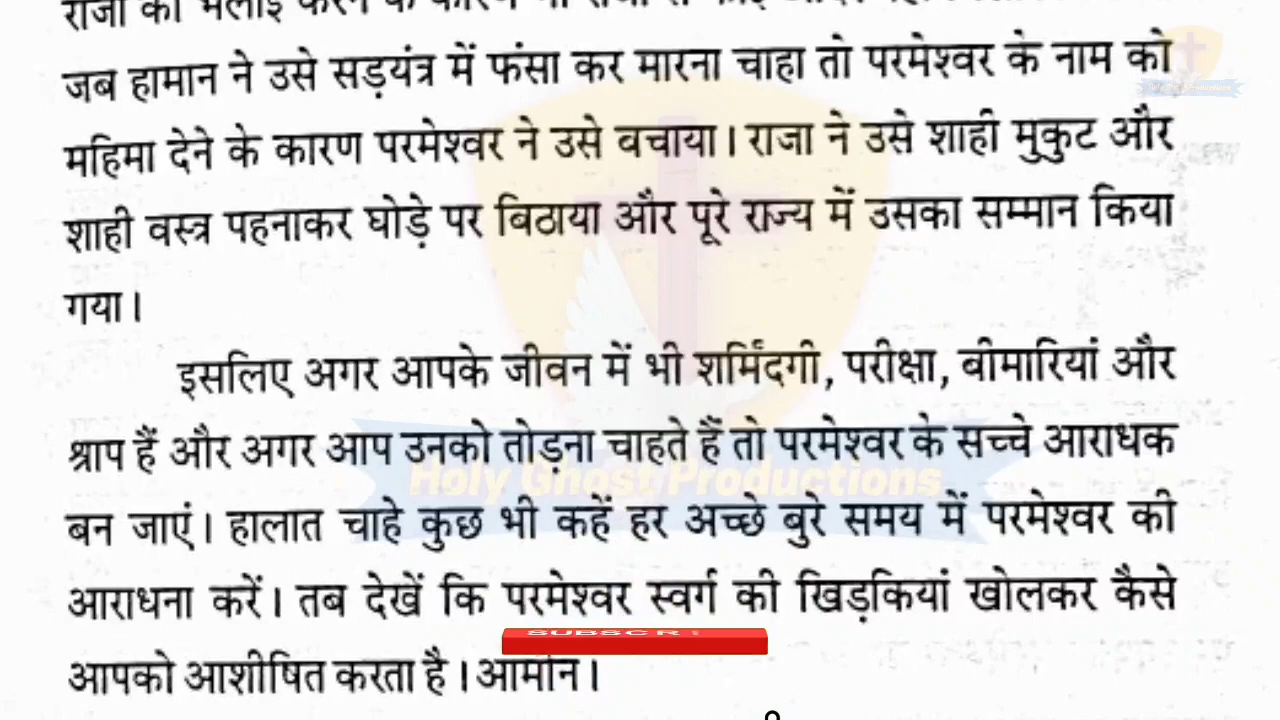 जब हामान ने उसे सड़यंत्र में फंसा कर मारना चाहा तो परमेश्वर के नाम को
महिमा देने के कारण परमेश्वर ने उसे बचाया। राजा ने उसे शाही मुकुट और
शाही वस्त्र पहनाकर घोड़े पर बिठाया और पूरे राज्य में उसका सम्मान किया
गया।
इसलिए अगर आपके जीवन में भी शर्मिंदगी, परीक्षा, बीमारियां और
श्राप हैं और अगर आप उनको तोड़ना चाहते हैं तो परमेश्वर के सच्चे आराधक
Holy Ghost Productions
बन जाएं। हालात चाहे कुछ भी कहें हर अच्छे बुरे समय में परमेश्वर की
आराधना करें। तब देखें कि परमेश्वर स्वर्ग की खिड़कियां खोलकर कैसे
आपको आशीषित करता है। आमीन।